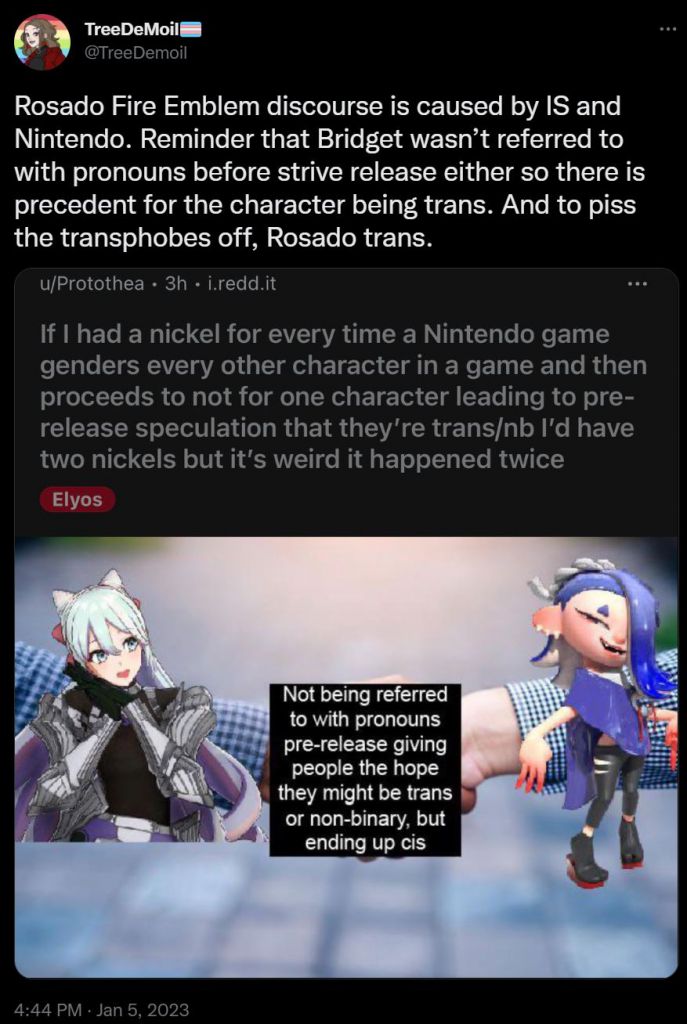 TreeDeMoil
@TreeDemoil
Rosado Fire Emblem discourse is caused by IS and
Nintendo. Reminder that Bridget wasn’t referred to
with pronouns before strive release either so there is
precedent for the character being trans. And to piss
the transphobes off, Rosado trans.
u/Protothea • 3h • i.redd.it
If I had a nickel for every time a Nintendo game
genders every other character in a game and then
proceeds to not for one character leading to pre-
release speculation that they’re trans/nb I’d have
two nickels but it’s weird it happened twice
Elyos
Not being referred
to with pronouns
pre-release giving
people the hope
they might be trans
or non-binary, but
ending up cis
4:44 PM · Jan 5, 2023